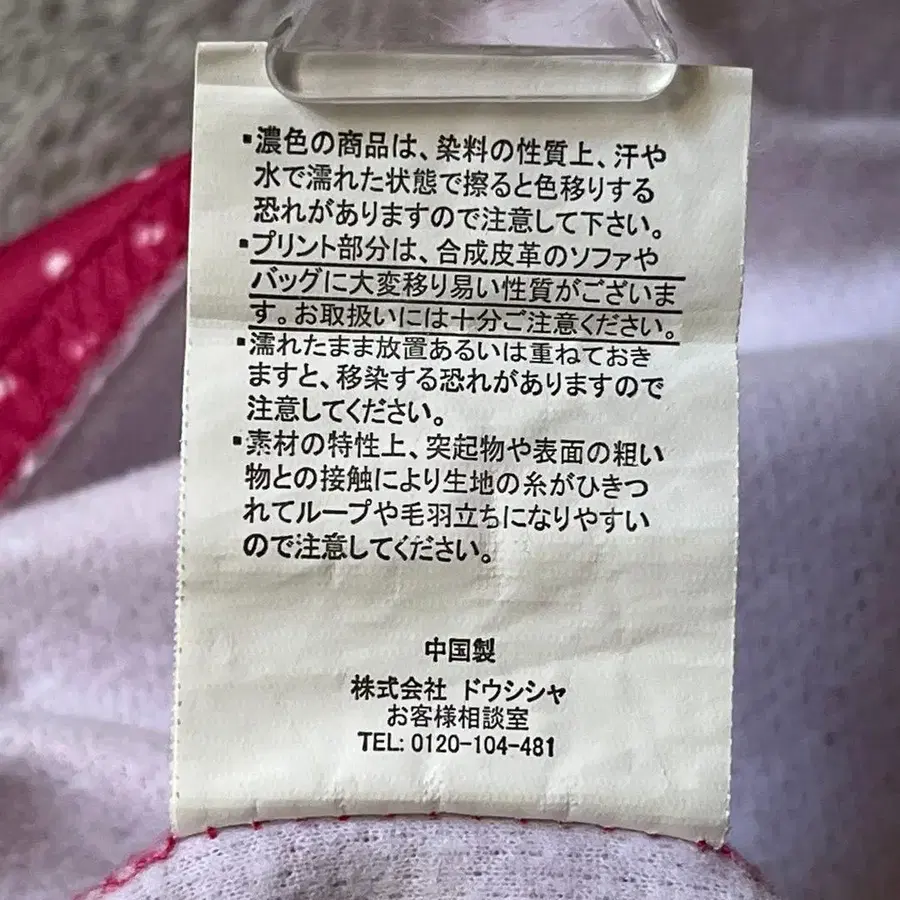 ▪濃色の商品は、染料の性質上、汗や
水で濡れた状態で擦ると色移りする
恐れがありますので注意して下さい。
▪プリント部分は、合成皮革のソファや
バッグに大変移り易い性質がございま
す。お取扱いには十分ご注意ください。
▪濡れたまま放置あるいは重ねておき
ますと、移染する恐れがありますので
注意してください。
▪素材の特性上、突起物や表面の粗い
物との接触により生地の糸がひきつ
れてループや毛羽立ちになりやすい
ので注意してください。
中国製
株式会社 ドウシシャ
お客様相談室
TEL: 0120-104-481